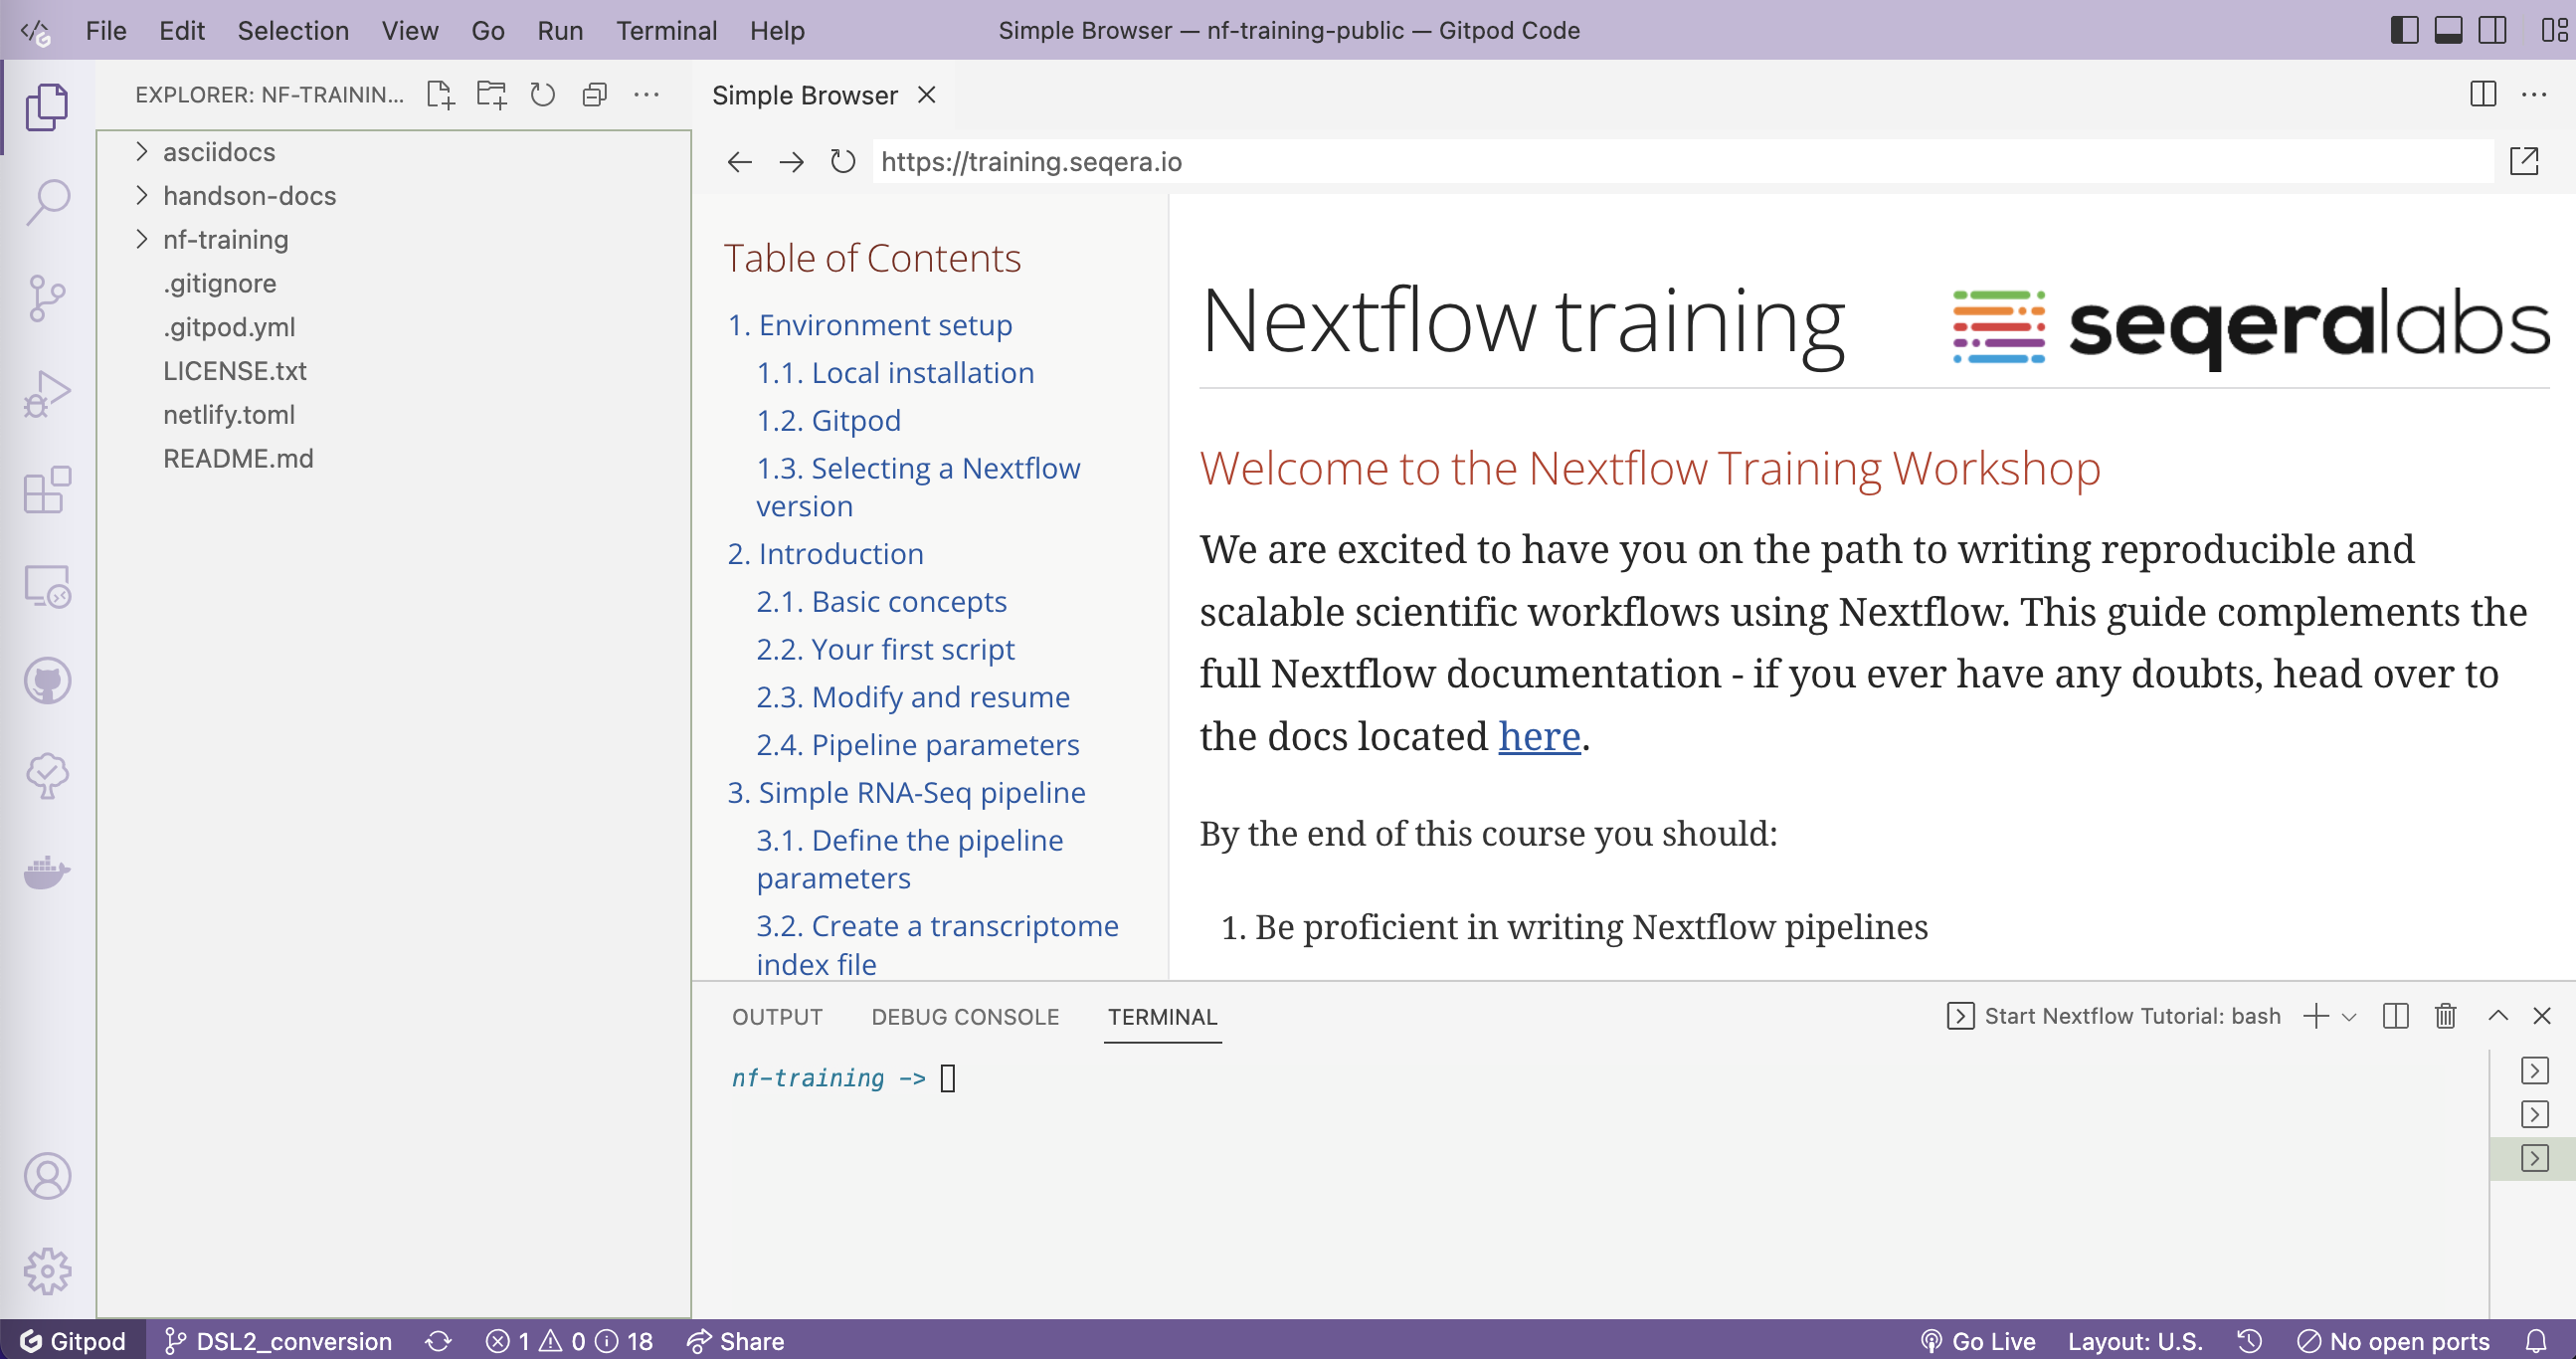 File Edit Selection View Go Run Terminal Help
Simple Browser — nf-training-public — Gitpod Code
EXPLORER: NF-TRAININ...
asciidocs
handson-docs
nf-training
.gitignore
.gitpod.yml
LICENSE.txt
netlify.toml
README.md
Simple Browser
https://training.seqera.io
Table of Contents
1. Environment setup
1.1. Local installation
1.2. Gitpod
1.3. Selecting a Nextflow
version
2. Introduction
2.1. Basic concepts
2.2. Your first script
2.3. Modify and resume
2.4. Pipeline parameters
3. Simple RNA-Seq pipeline
3.1. Define the pipeline
parameters
3.2. Create a transcriptome
index file
Nextflow training
seqeralabs
Welcome to the Nextflow Training Workshop
We are excited to have you on the path to writing reproducible and
scalable scientific workflows using Nextflow. This guide complements the
full Nextflow documentation - if you ever have any doubts, head over to
the docs located here.
By the end of this course you should:
1. Be proficient in writing Nextflow pipelines
OUTPUT DEBUG CONSOLE TERMINAL
Start Nextflow Tutorial: bash
nf-training ->
Gitpod DSL2_conversion 1 0 18 Share
Go Live Layout: U.S. No open ports